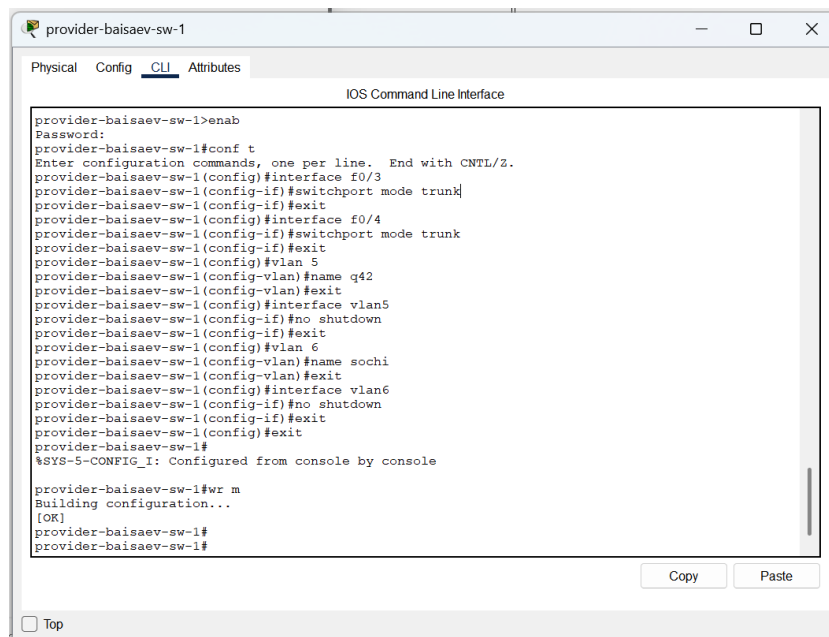 provider-baisaev-sw-1
Physical Config CLI Attributes
IOS Command Line Interface
provider-baisaev-sw-1>enab
Password:
provider-baisaev-sw-1#conf t
Enter configuration commands, one per line.  End with CNTL/Z.
provider-baisaev-sw-1(config)#interface f0/3
provider-baisaev-sw-1(config-if)#switchport mode trunk
provider-baisaev-sw-1(config-if)#exit
provider-baisaev-sw-1(config)#interface f0/4
provider-baisaev-sw-1(config-if)#switchport mode trunk
provider-baisaev-sw-1(config-if)#exit
provider-baisaev-sw-1(config)#vlan 5
provider-baisaev-sw-1(config-vlan)#name q42
provider-baisaev-sw-1(config-vlan)#exit
provider-baisaev-sw-1(config)#interface vlan5
provider-baisaev-sw-1(config-if)#no shutdown
provider-baisaev-sw-1(config-if)#exit
provider-baisaev-sw-1(config)#vlan 6
provider-baisaev-sw-1(config-vlan)#name sochi
provider-baisaev-sw-1(config-vlan)#exit
provider-baisaev-sw-1(config)#interface vlan6
provider-baisaev-sw-1(config-if)#no shutdown
provider-baisaev-sw-1(config-if)#exit
provider-baisaev-sw-1(config)#exit
provider-baisaev-sw-1#
%SYS-5-CONFIG_I: Configured from console by console
provider-baisaev-sw-1#wr m
Building configuration...
[OK]
provider-baisaev-sw-1#
provider-baisaev-sw-1#
Copy Paste
Top